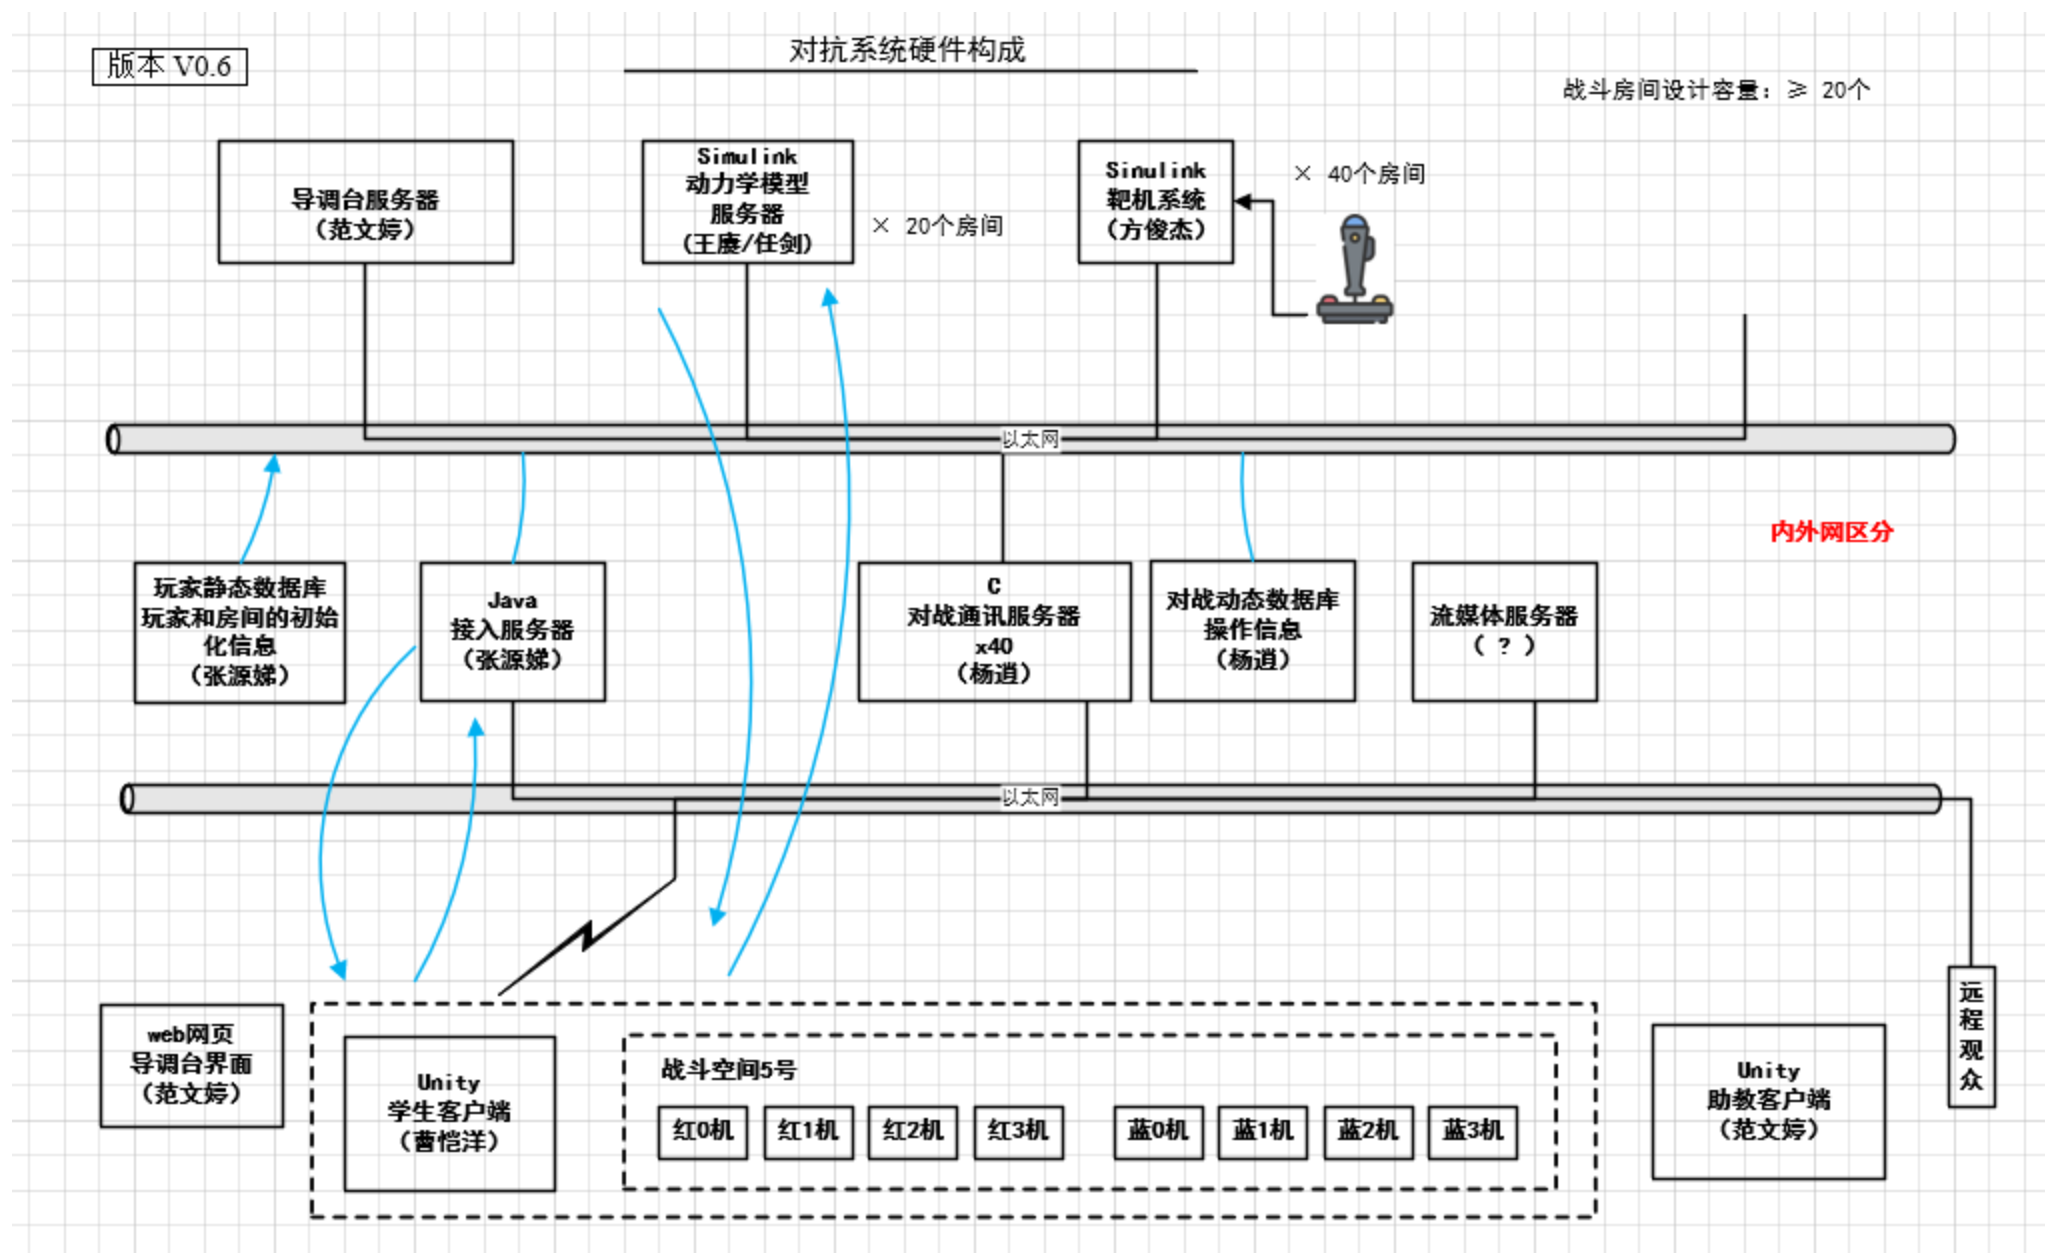 对抗系统硬件构成
版本 V0.6
战斗房间设计容量：≥ 20个
导调台服务器
（范文婷）
Simulink
动力学模型
服务器
(王赓/任剑)
× 20个房间
Sinulink
靶机系统
（方俊杰）
× 40个房间
以太网
内外网区分
玩家静态数据库
玩家和房间的初始
化信息
（张源娣）
Java
接入服务器
（张源娣）
C
对战通讯服务器
x40
（杨逍）
对战动态数据库
操作信息
（杨逍）
流媒体服务器
（ ? ）
以太网
web网页
导调台界面
（范文婷）
Unity
学生客户端
（曹恺洋）
战斗空间5号
红0机
红1机
红2机
红3机
蓝0机
蓝1机
蓝2机
蓝3机
Unity
助教客户端
（范文婷）
远
程
观
众